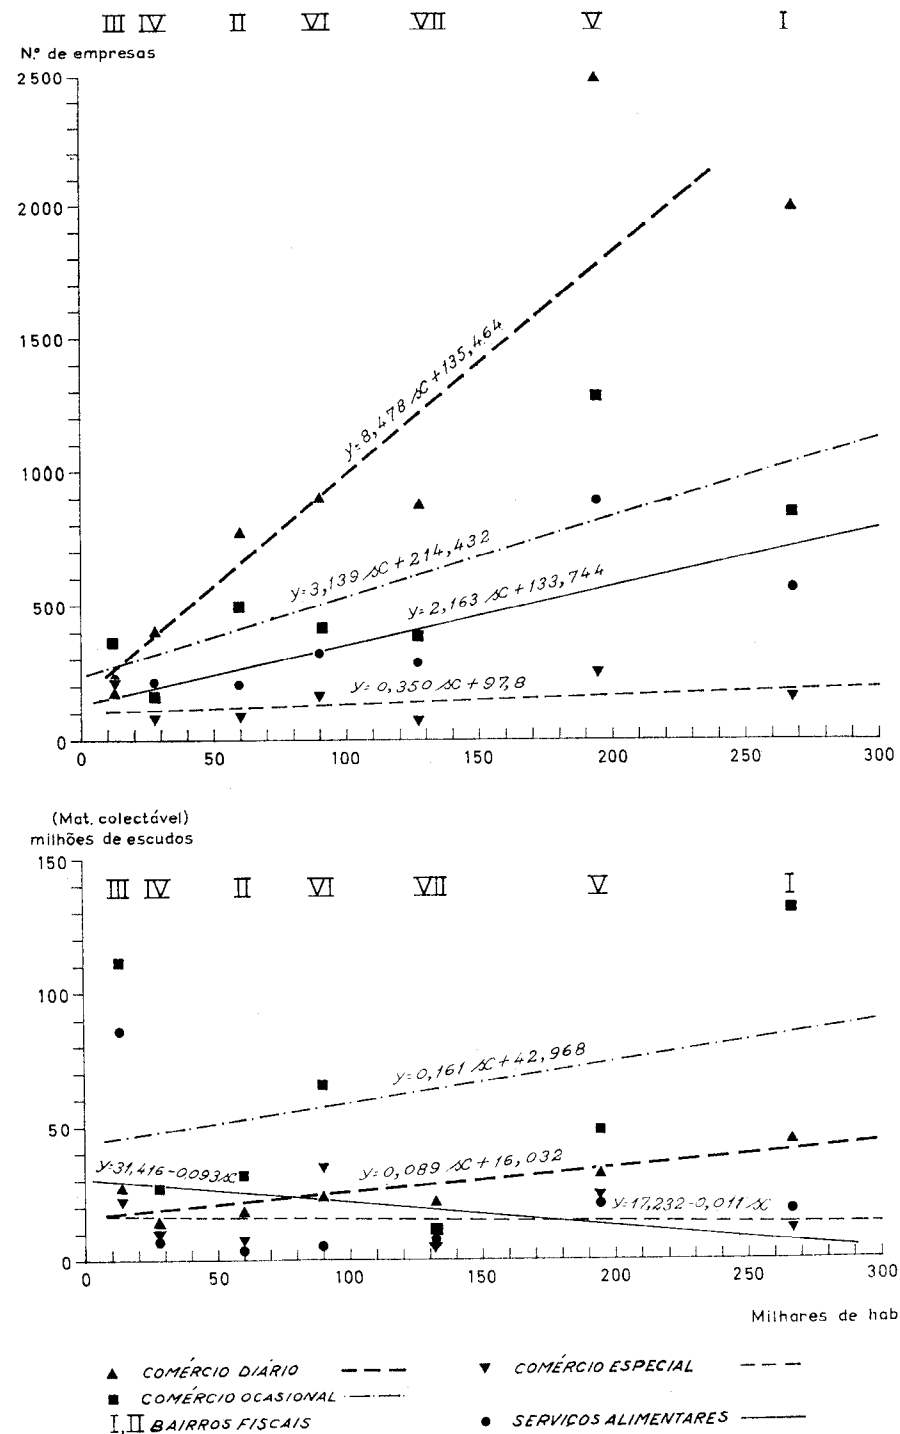 III IV II VI VII V I
N.º de empresas
2500
2000
1500
1000
500
0
y=8,478 x+135,464
y=3,139 x+214,432
y=2,163 x+133,744
y=0,350 x+97,8
0 50 100 150 200 250 300
(Mat. colectável)
milhões de escudos
150
100
50
0
III IV II VI VII V I
y=0,161 x+42,968
y=31,416-0,093x
y=0,089 x+16,032
y=17,232-0,011 x
0 50 100 150 200 250 300
Milhares de hab
▲ COMÉRCIO DIÁRIO
■ COMÉRCIO OCASIONAL
I,II BAIRROS FISCAIS
▼ COMÉRCIO ESPECIAL
● SERVIÇOS ALIMENTARES